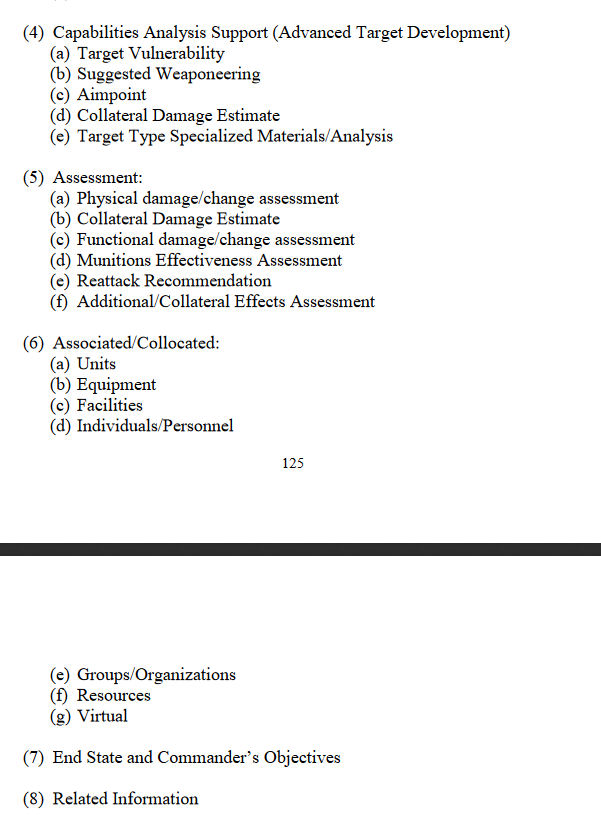 (4) Capabilities Analysis Support (Advanced Target Development)
(a) Target Vulnerability
(b) Suggested Weaponeering
(c) Aimpoint
(d) Collateral Damage Estimate
(e) Target Type Specialized Materials/Analysis
(5) Assessment:
(a) Physical damage/change assessment
(b) Collateral Damage Estimate
(c) Functional damage/change assessment
(d) Munitions Effectiveness Assessment
(e) Reattack Recommendation
(f) Additional/Collateral Effects Assessment
(6) Associated/Collocated:
(a) Units
(b) Equipment
(c) Facilities
(d) Individuals/Personnel
125
(e) Groups/Organizations
(f) Resources
(g) Virtual
(7) End State and Commander’s Objectives
(8) Related Information